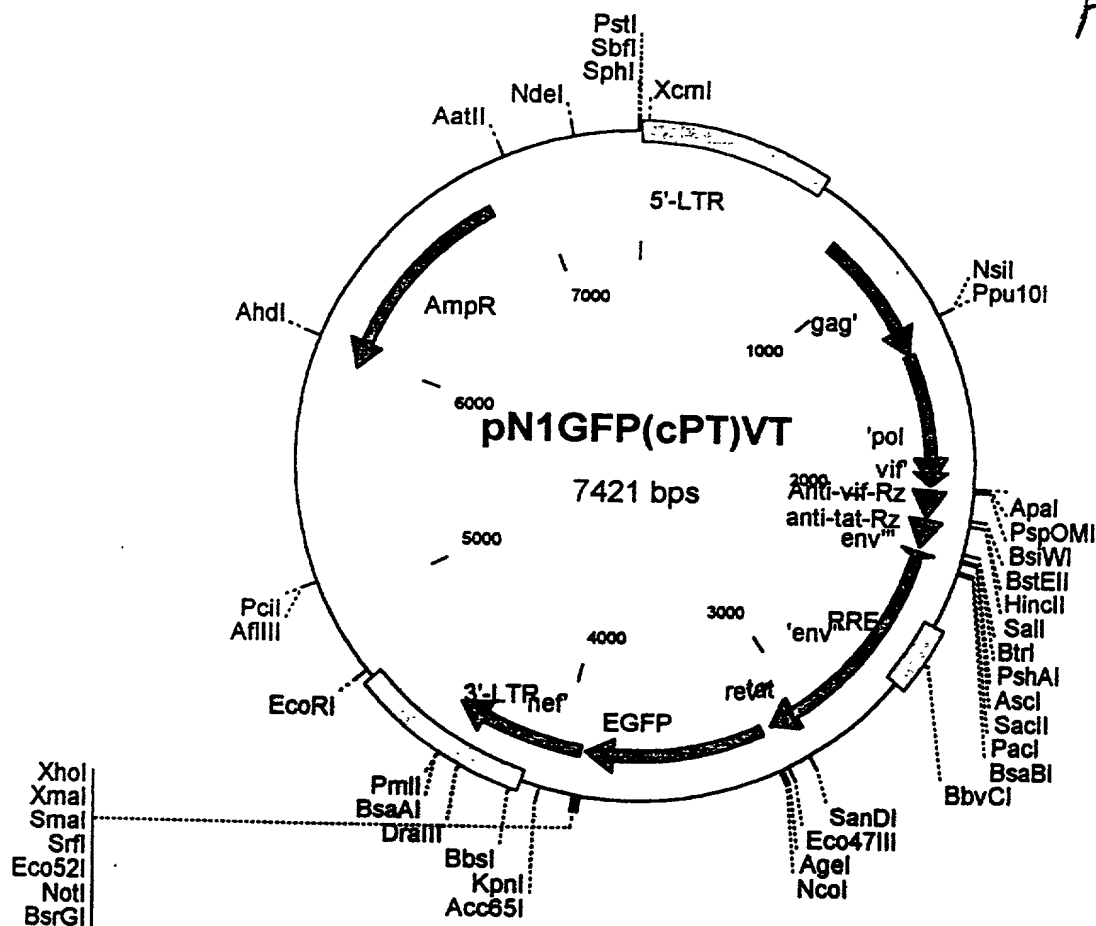 PstI
SbfI
SphI
XcmI
NdeI
AatII
5'-LTR
NsiI
Ppu10I
7000
AmpR
AhdI
gag'
1000
6000
pN1GFP(cPT)VT
7421 bps
'pol
vif'
2000
Anti-vif-Rz
anti-tat-Rz
env'''
ApaI
PspOMI
BsiWI
BstEII
HincII
SalI
BtrI
PshAI
AscI
SacII
PacI
BsaBI
BbvCI
5000
PciI
AflIII
3000
'env'
RRE
4000
EcoRI
3'-LTR
nef'
EGFP
PmlI
BsaAI
DraIII
BbsI
KpnI
Acc65I
SanDI
Eco47III
AgeI
NcoI
XhoI
XmaI
SmaI
SrfI
Eco52I
NotI
BsrGI